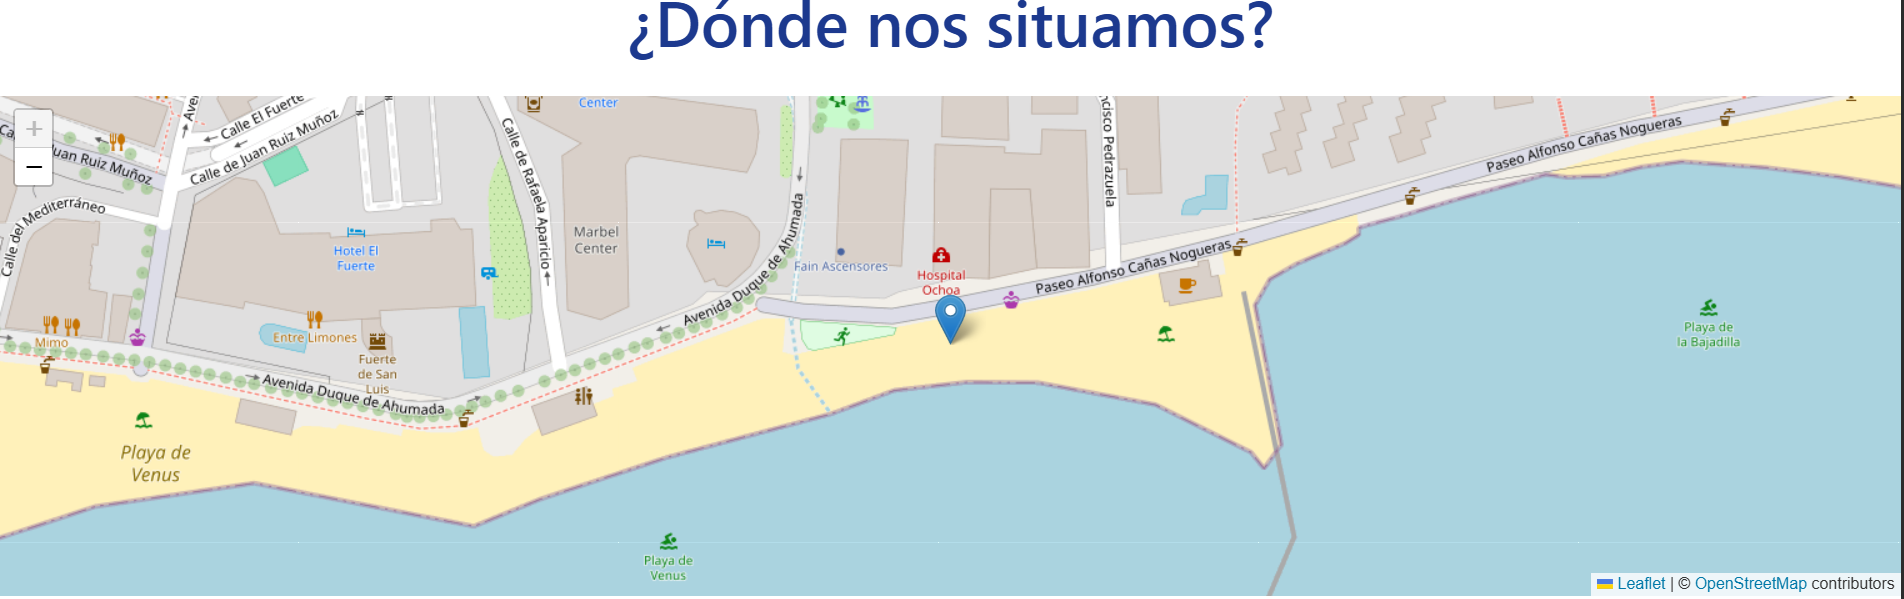 ¿Dónde nos situamos?
+
−
Calle El Fuerte
Calle de Juan Ruiz Muñoz
Juan Ruiz Muñoz
Calle del Mediterráneo
Calle de Rafaela Aparicio
Center
Marbel
Center
Hotel El
Fuerte
Entre Limones
Fuerte
de San
Luis
Mimo
Avenida Duque de Ahumada
Avenida Duque de Ahumada
Fain Ascensores
Hospital
Ochoa
Pedrazuela
Paseo Alfonso Cañas Nogueras
Paseo Alfonso Cañas Nogueras
Playa de
la Bajadilla
Playa de
Venus
Playa de
Venus
Leaflet | © OpenStreetMap contributors